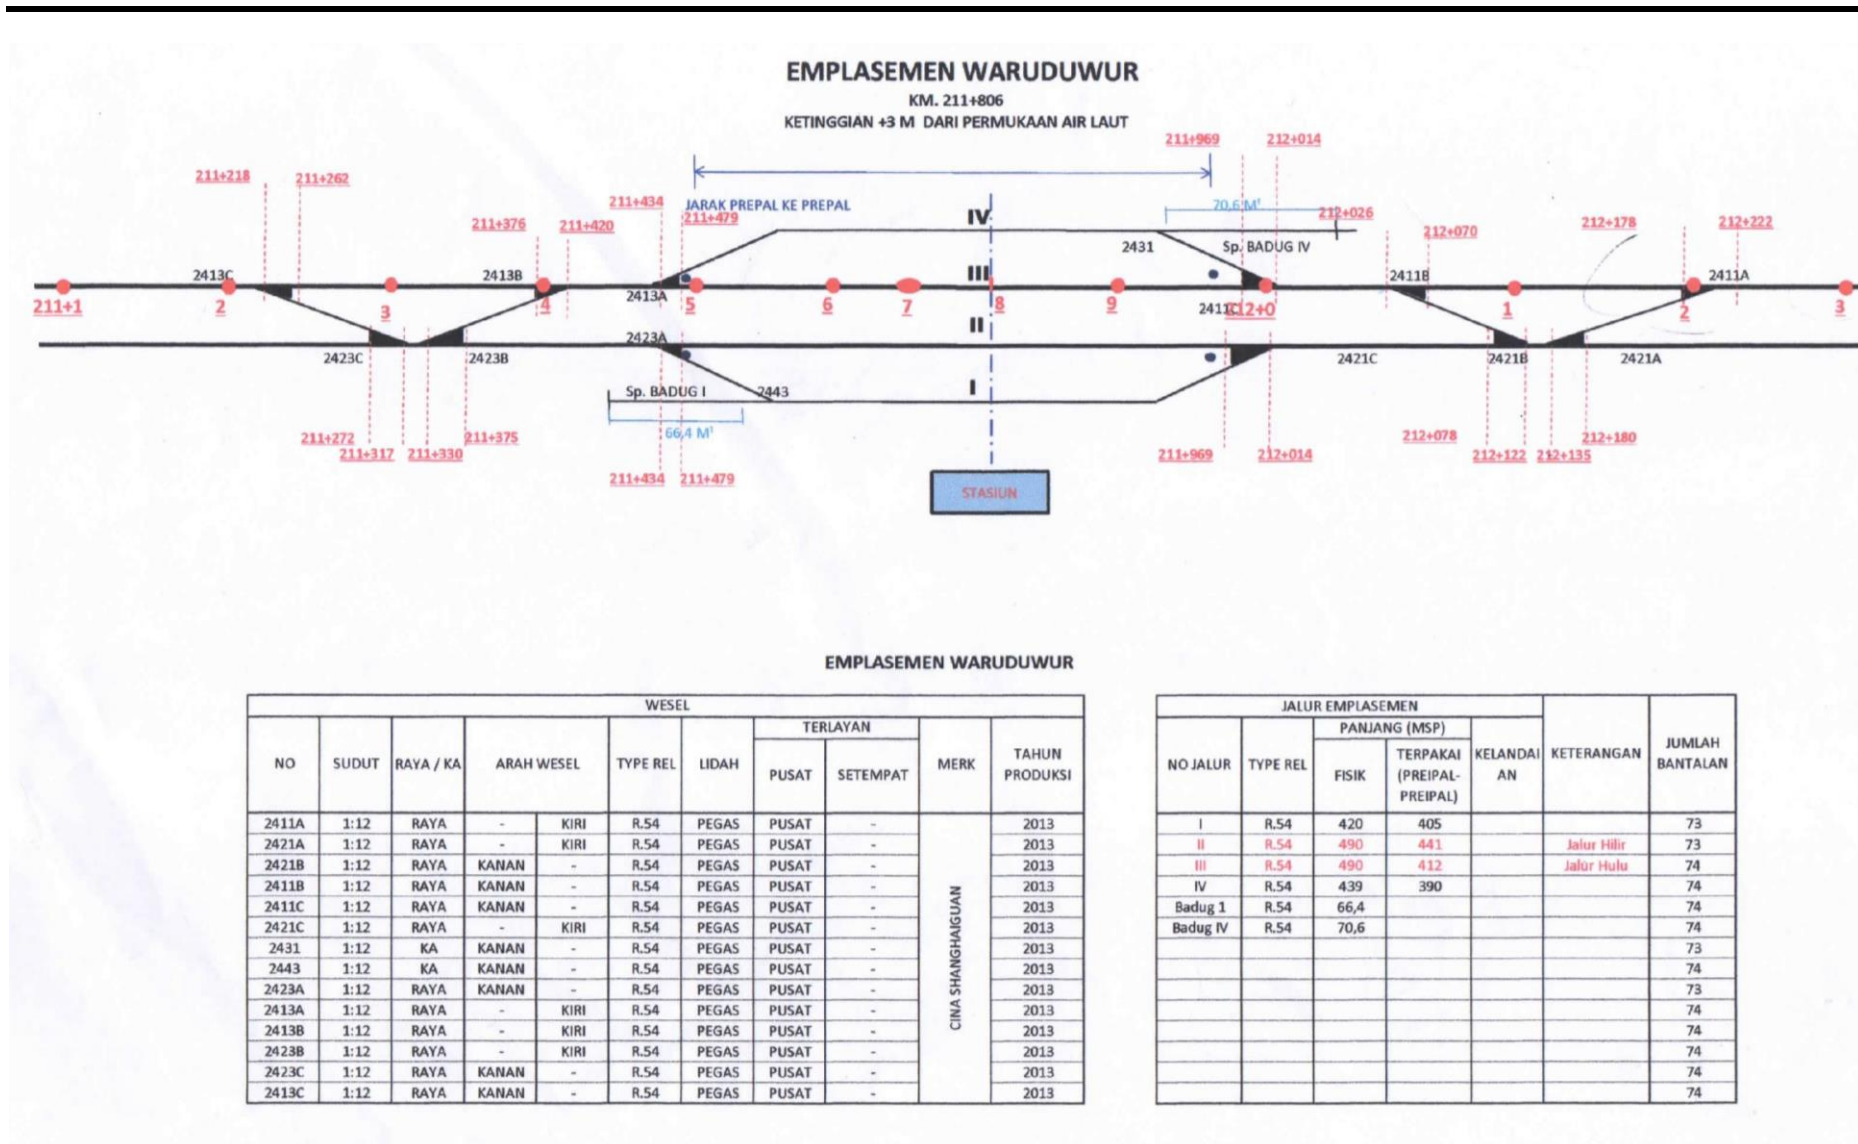 EMPLASEMEN WARUDUWUR
KM. 211+806
KETINGGIAN +3 M DARI PERMUKAAN AIR LAUT
211+969 212+014
211+218 211+262
211+434 JARAK PREPAL KE PREPAL 70,6 M¹
211+376 211+420 211+479 IV 212+026 212+070 212+178 212+222
2431 Sp. BADUG IV
2413C 2413B III 2411B 2411A
2413A
211+1 2 3 4 5 6 7 8 9 2411C 212+0 1 2 3
II
2423A
2423C 2423B 2421C 2421B 2421A
Sp. BADUG I 2443 I
66,4 M¹
211+272 211+375 212+078 212+180
211+317 211+330 211+969 212+014 212+122 212+135
211+434 211+479
STASIUN
EMPLASEMEN WARUDUWUR
WESEL
NO SUDUT RAYA / KA ARAH WESEL TYPE REL LIDAH TERLAYAN MERK TAHUN PRODUKSI
PUSAT SETEMPAT
2411A 1:12 RAYA - KIRI R.54 PEGAS PUSAT - 2013
2421A 1:12 RAYA - KIRI R.54 PEGAS PUSAT - 2013
2421B 1:12 RAYA KANAN - R.54 PEGAS PUSAT - 2013
2411B 1:12 RAYA KANAN - R.54 PEGAS PUSAT - 2013
2411C 1:12 RAYA KANAN - R.54 PEGAS PUSAT - 2013
2421C 1:12 RAYA - KIRI R.54 PEGAS PUSAT - 2013
2431 1:12 KA KANAN - R.54 PEGAS PUSAT - 2013
2443 1:12 KA KANAN - R.54 PEGAS PUSAT - 2013
2423A 1:12 RAYA KANAN - R.54 PEGAS PUSAT - 2013
2413A 1:12 RAYA - KIRI R.54 PEGAS PUSAT - 2013
2413B 1:12 RAYA - KIRI R.54 PEGAS PUSAT - 2013
2423B 1:12 RAYA - KIRI R.54 PEGAS PUSAT - 2013
2423C 1:12 RAYA KANAN - R.54 PEGAS PUSAT - 2013
2413C 1:12 RAYA KANAN - R.54 PEGAS PUSAT - 2013
CINA SHANGHAIGUAN
JALUR EMPLASEMEN
NO JALUR TYPE REL PANJANG (MSP) KELANDAI AN KETERANGAN JUMLAH BANTALAN
FISIK TERPAKAI (PREIPAL-PREIPAL)
I R.54 420 405 73
II R.54 490 441 Jalur Hilir 73
III R.54 490 412 Jalur Hulu 74
IV R.54 439 390 74
Badug 1 R.54 66,4 74
Badug IV R.54 70,6 74
73
74
73
74
74
74
74
74